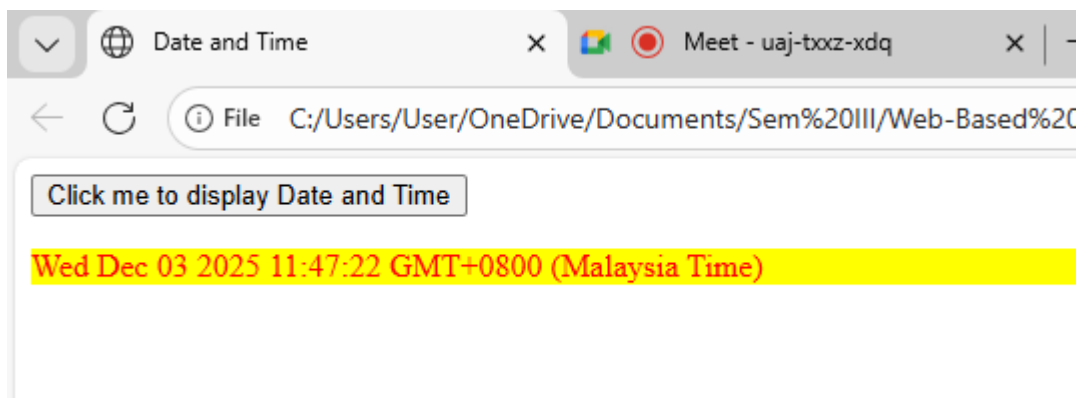 Date and Time
Meet - uaj-txxz-xdq
File C:/Users/User/OneDrive/Documents/Sem%20III/Web-Based%20
Click me to display Date and Time
Wed Dec 03 2025 11:47:22 GMT+0800 (Malaysia Time)